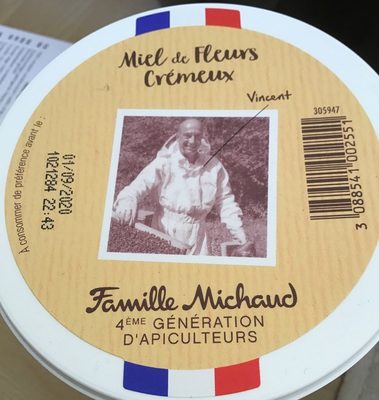 Miel de Fleurs
Crémeux
Vincent
305947
3 088541 002551
A consommer de préférence avant le :
01/09/2020
1021284 22:43
Famille Michaud
4ÈME GÉNÉRATION
D'APICULTEURS